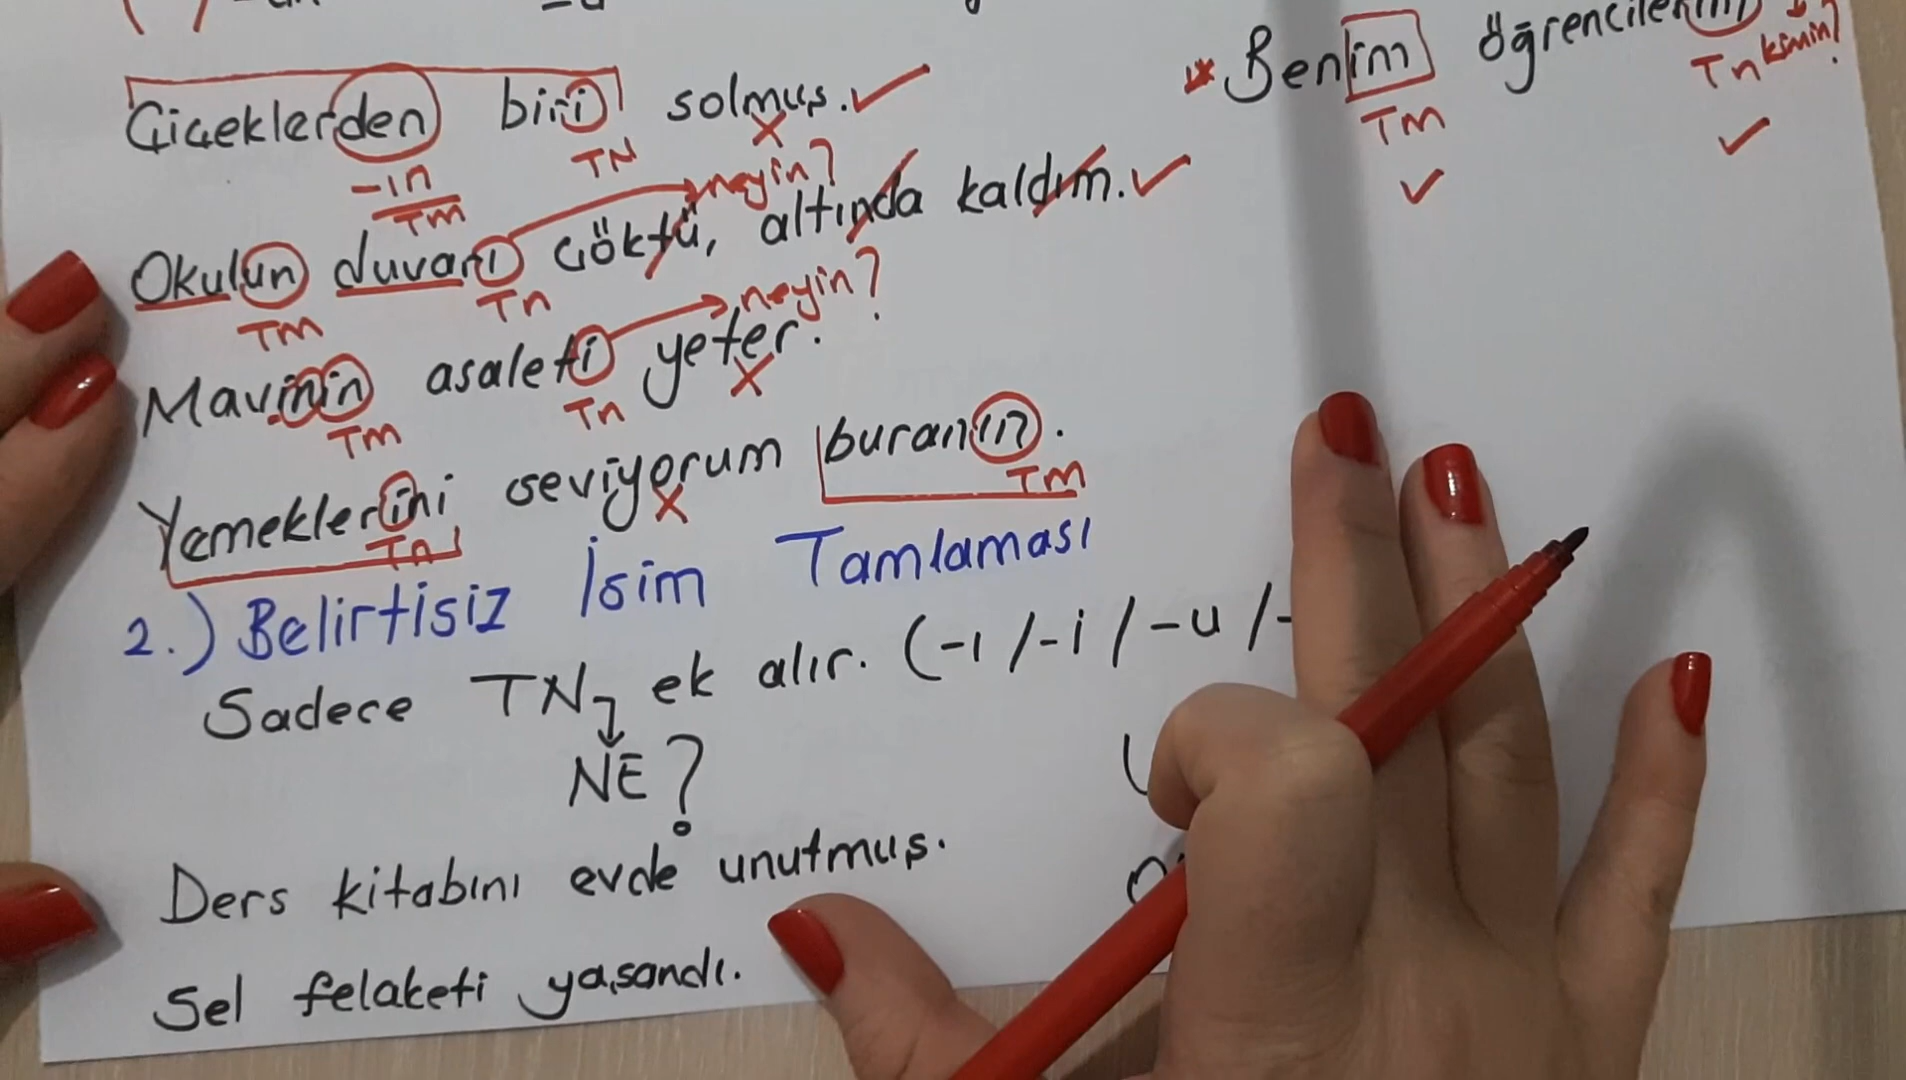 Çiçeklerden biri solmuş.
-ın TN
TM neyin?
Okulun duvarı çöktü, altında kaldım.
TM Tn neyin?
Mavinin asaleti yeter.
TM Tn
Yemeklerini seviyorum buranın.
Tn TM
2.) Belirtisiz İsim Tamlaması
Sadece TN ek alır. (-ı /-i /-u /-
NE?
Ders kitabını evde unutmuş.
Sel felaketi yaşandı.
* Benim
TM Tn kimin?